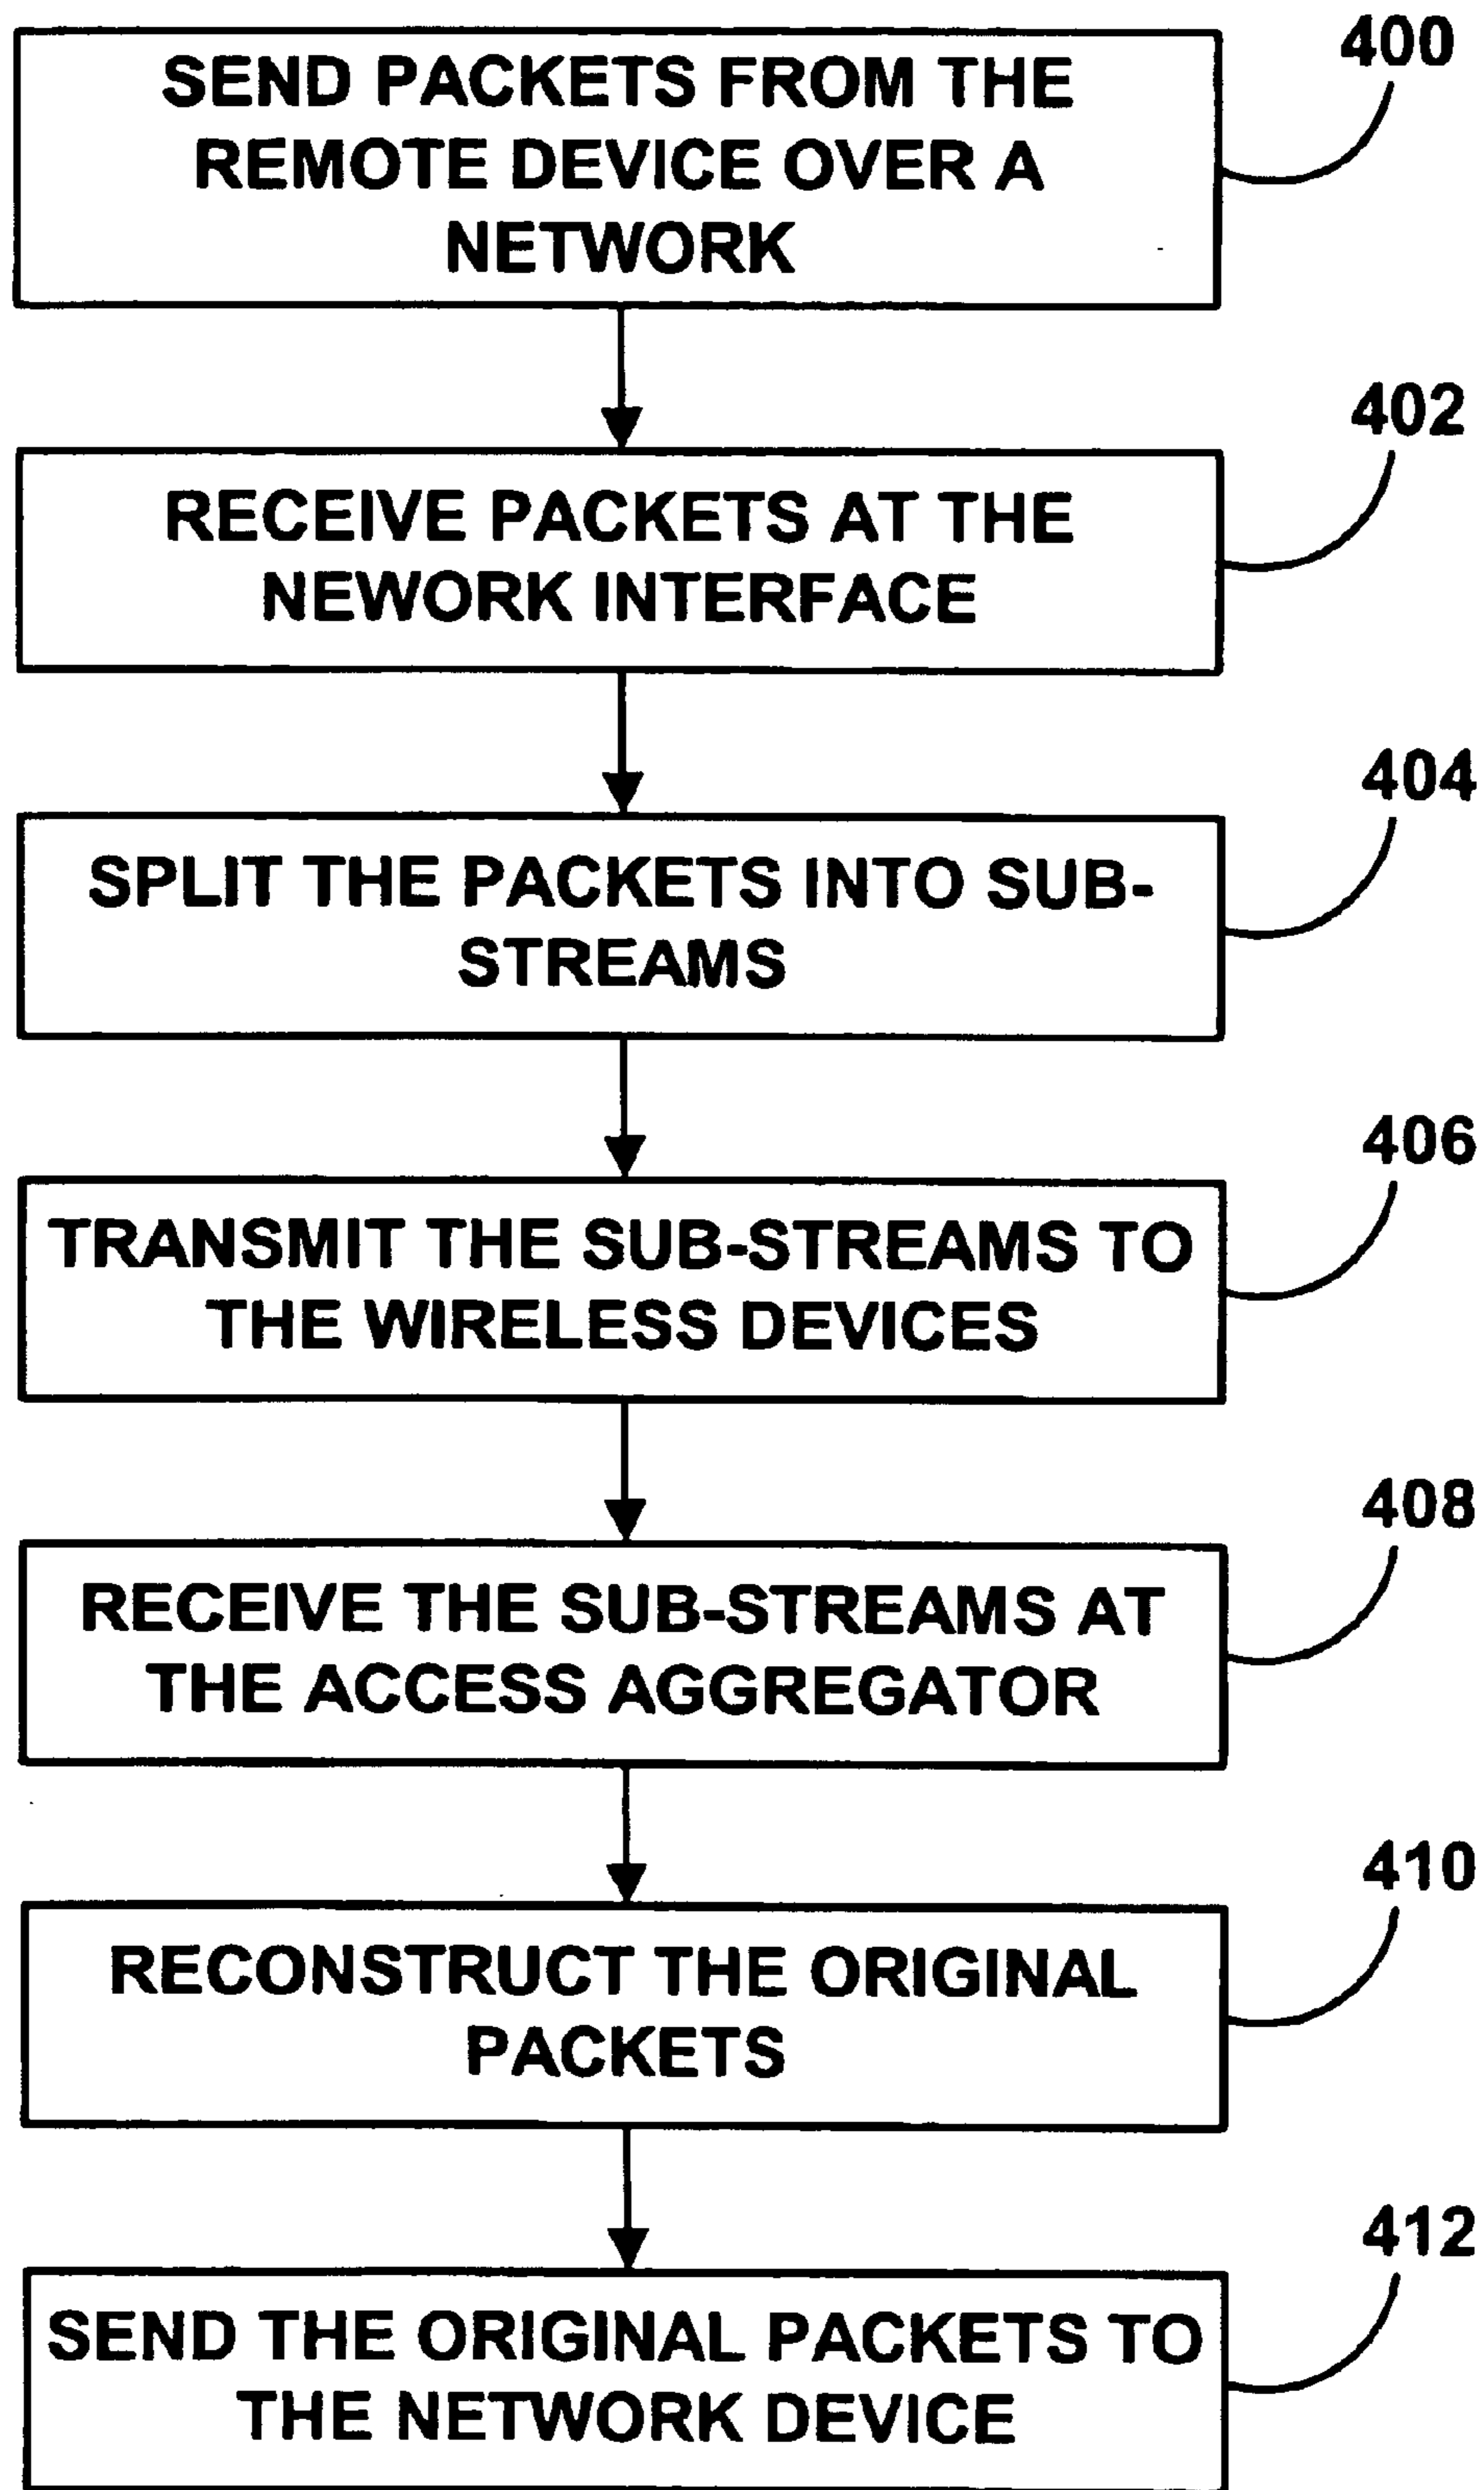 SEND PACKETS FROM THE
REMOTE DEVICE OVER A
NETWORK
400
RECEIVE PACKETS AT THE
NEWORK INTERFACE
402
SPLIT THE PACKETS INTO SUB-
STREAMS
404
TRANSMIT THE SUB-STREAMS TO
THE WIRELESS DEVICES
406
RECEIVE THE SUB-STREAMS AT
THE ACCESS AGGREGATOR
408
RECONSTRUCT THE ORIGINAL
PACKETS
410
SEND THE ORIGINAL PACKETS TO
THE NETWORK DEVICE
412